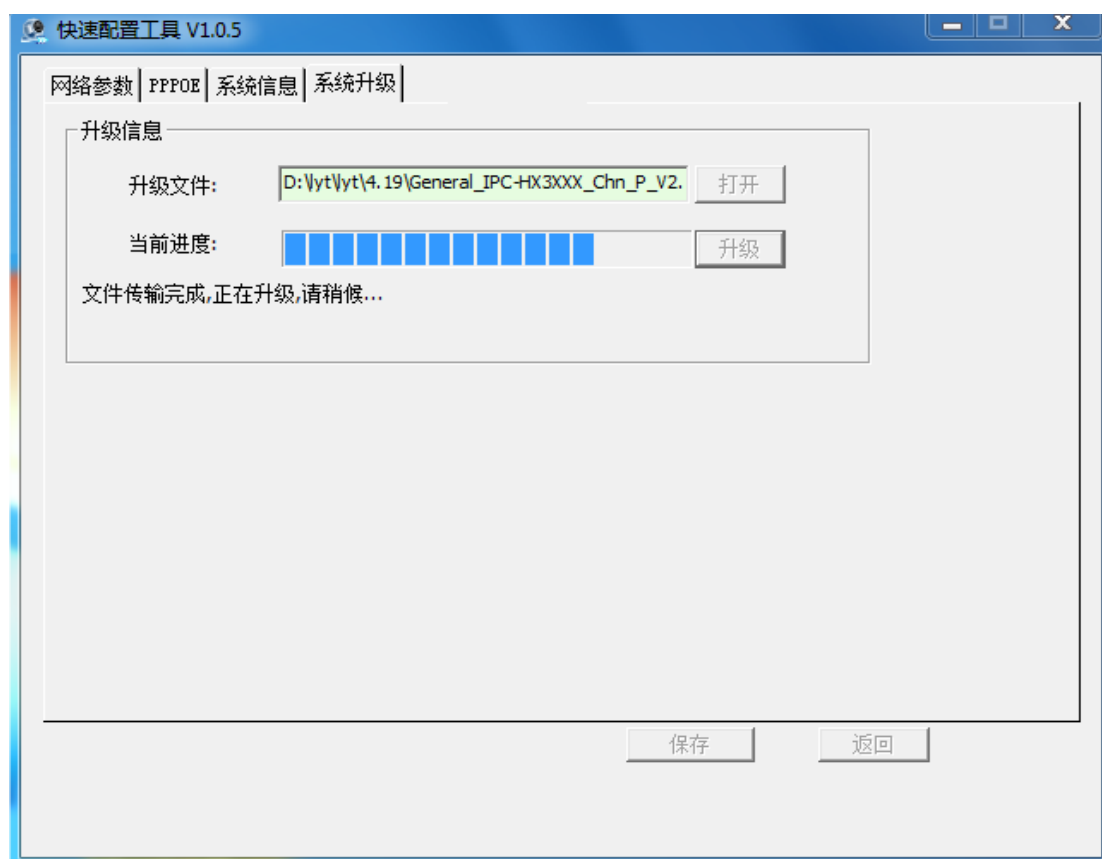 快速配置工具 V1.0.5
网络参数 PPPOE 系统信息 系统升级
升级信息
升级文件: D:\lyt\lyt\4.19\General_IPC-HX3XXX_Chn_P_V2. 打开
当前进度: 升级
文件传输完成,正在升级,请稍候...
保存 返回